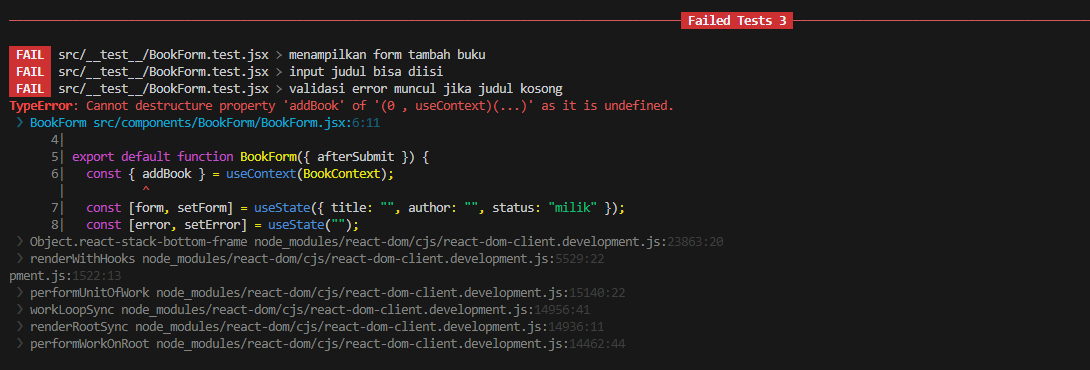 Failed Tests 3
FAIL src/__test__/BookForm.test.jsx > menampilkan form tambah buku
FAIL src/__test__/BookForm.test.jsx > input judul bisa diisi
FAIL src/__test__/BookForm.test.jsx > validasi error muncul jika judul kosong
TypeError: Cannot destructure property 'addBook' of '(0 , useContext)(...)' as it is undefined.
❯ BookForm src/components/BookForm/BookForm.jsx:6:11
4|
5| export default function BookForm({ afterSubmit }) {
6|   const { addBook } = useContext(BookContext);
|           ^
7|   const [form, setForm] = useState({ title: "", author: "", status: "milik" });
8|   const [error, setError] = useState("");
❯ Object.react-stack-bottom-frame node_modules/react-dom/cjs/react-dom-client.development.js:23863:20
❯ renderWithHooks node_modules/react-dom/cjs/react-dom-client.development.js:5529:22
pment.js:1522:13
❯ performUnitOfWork node_modules/react-dom/cjs/react-dom-client.development.js:15140:22
❯ workLoopSync node_modules/react-dom/cjs/react-dom-client.development.js:14956:41
❯ renderRootSync node_modules/react-dom/cjs/react-dom-client.development.js:14936:11
❯ performWorkOnRoot node_modules/react-dom/cjs/react-dom-client.development.js:14462:44